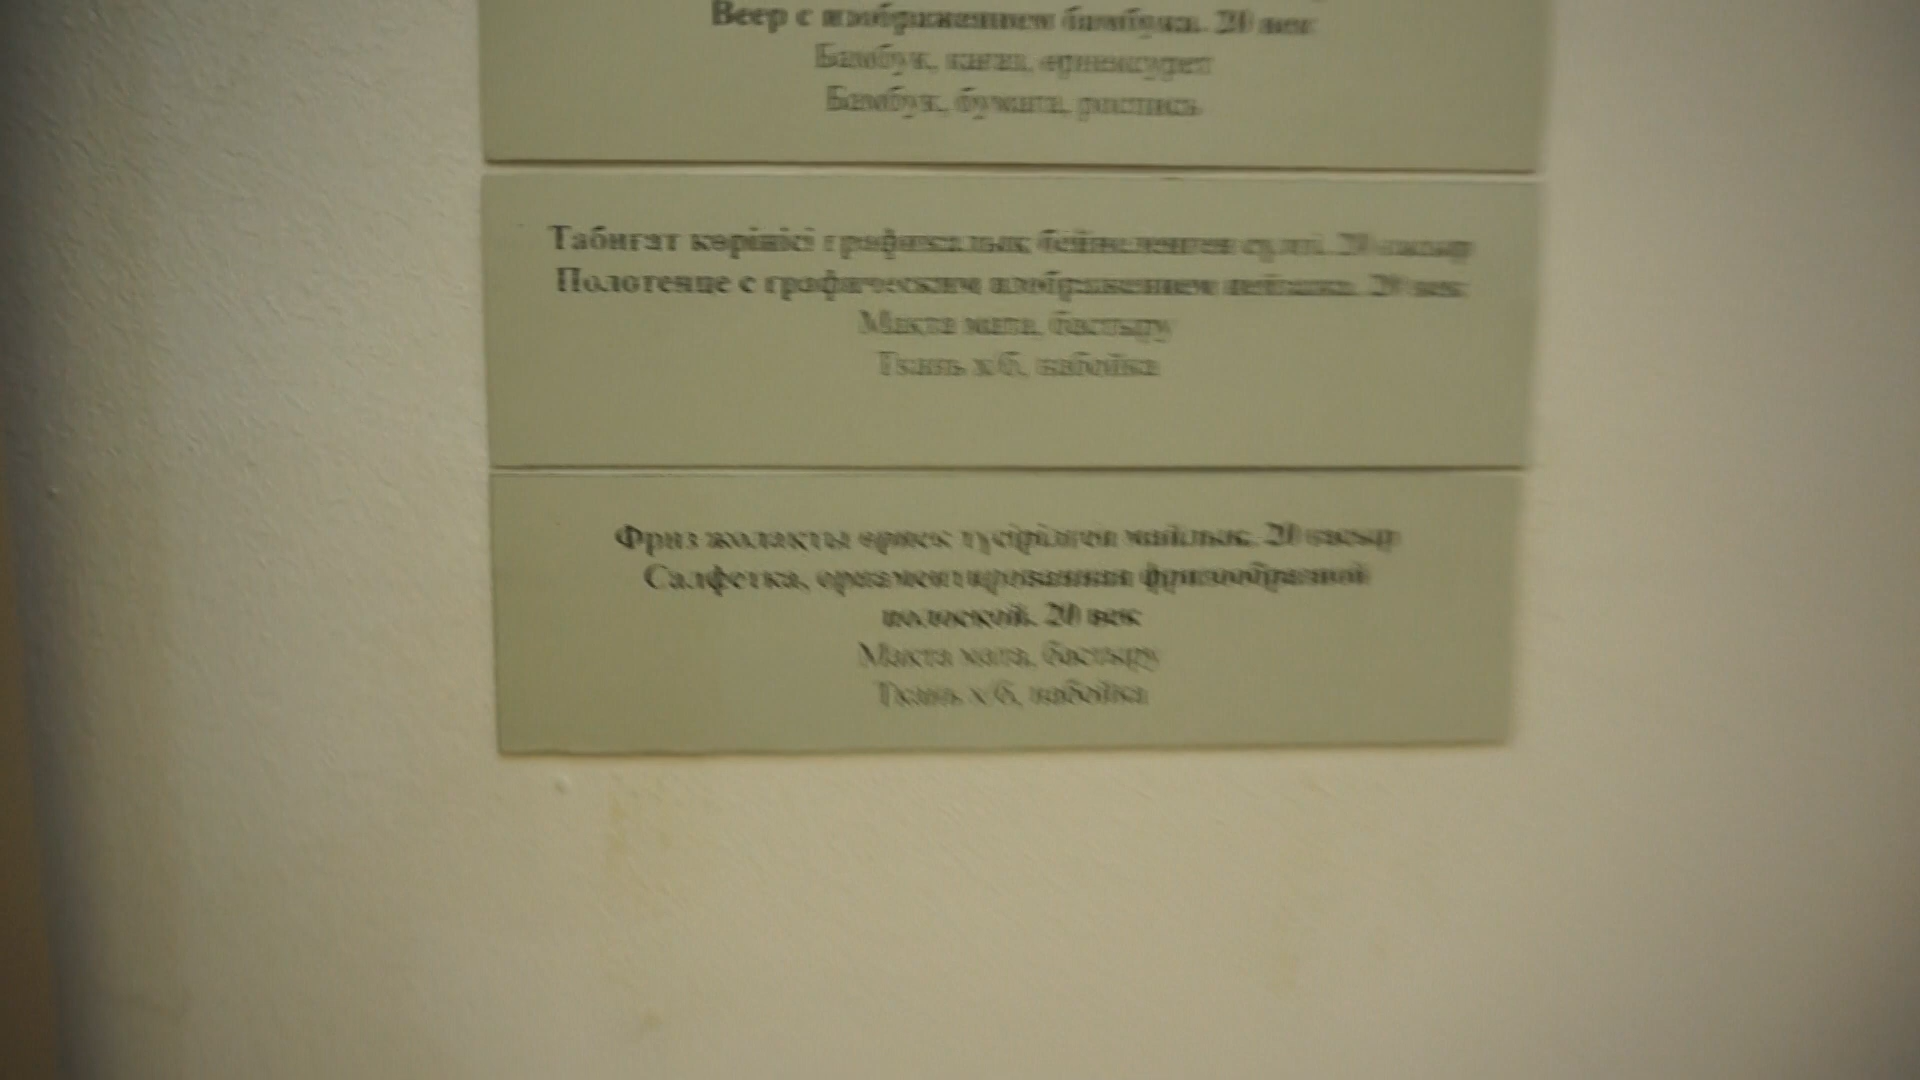 Веер с изображением бамбука. 20 век
Бамбук, қағаз, өрнексурет
Бамбук, бумага, роспись
Табиғат көрінісі графикалық бейнеленген сүлгі. 20 ғасыр
Полотенце с графическим изображением пейзажа. 20 век
Мақта мата, бастыру
Ткань х/б, набойка
Фриз жолақты өрнек түсірілген майлық. 20 ғасыр
Салфетка, орнаментированная фризообразной
полоской. 20 век
Мақта мата, бастыру
Ткань х/б, набойка